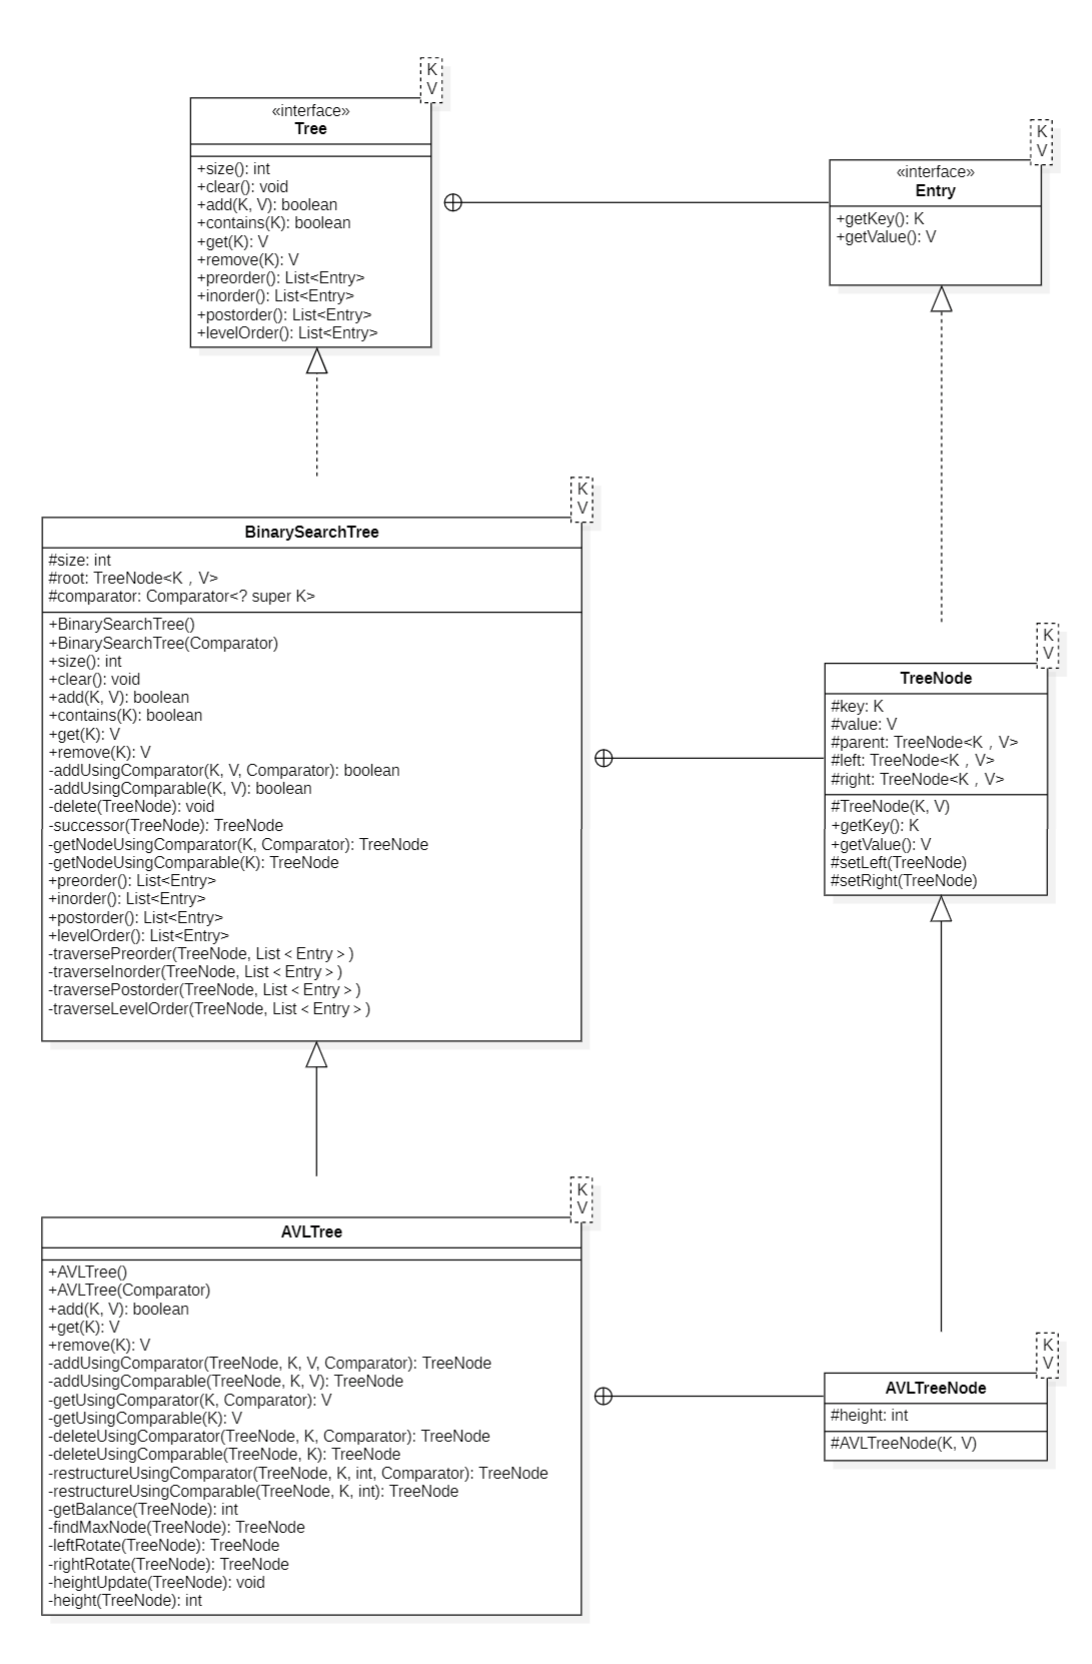 K
V
«interface»
Tree
+size(): int
+clear(): void
+add(K, V): boolean
+contains(K): boolean
+get(K): V
+remove(K): V
+preorder(): List<Entry>
+inorder(): List<Entry>
+postorder(): List<Entry>
+levelOrder(): List<Entry>
K
V
«interface»
Entry
+getKey(): K
+getValue(): V
K
V
BinarySearchTree
#size: int
#root: TreeNode<K , V>
#comparator: Comparator<? super K>
+BinarySearchTree()
+BinarySearchTree(Comparator)
+size(): int
+clear(): void
+add(K, V): boolean
+contains(K): boolean
+get(K): V
+remove(K): V
-addUsingComparator(K, V, Comparator): boolean
-addUsingComparable(K, V): boolean
-delete(TreeNode): void
-successor(TreeNode): TreeNode
-getNodeUsingComparator(K, Comparator): TreeNode
-getNodeUsingComparable(K): TreeNode
+preorder(): List<Entry>
+inorder(): List<Entry>
+postorder(): List<Entry>
+levelOrder(): List<Entry>
-traversePreorder(TreeNode, List < Entry > )
-traverseInorder(TreeNode, List < Entry > )
-traversePostorder(TreeNode, List < Entry > )
-traverseLevelOrder(TreeNode, List < Entry > )
K
V
TreeNode
#key: K
#value: V
#parent: TreeNode<K , V>
#left: TreeNode<K , V>
#right: TreeNode<K , V>
#TreeNode(K, V)
+getKey(): K
+getValue(): V
#setLeft(TreeNode)
#setRight(TreeNode)
K
V
AVLTree
+AVLTree()
+AVLTree(Comparator)
+add(K, V): boolean
+get(K): V
+remove(K): V
-addUsingComparator(TreeNode, K, V, Comparator): TreeNode
-addUsingComparable(TreeNode, K, V): TreeNode
-getUsingComparator(K, Comparator): V
-getUsingComparable(K): V
-deleteUsingComparator(TreeNode, K, Comparator): TreeNode
-deleteUsingComparable(TreeNode, K): TreeNode
-restructureUsingComparator(TreeNode, K, int, Comparator): TreeNode
-restructureUsingComparable(TreeNode, K, int): TreeNode
-getBalance(TreeNode): int
-findMaxNode(TreeNode): TreeNode
-leftRotate(TreeNode): TreeNode
-rightRotate(TreeNode): TreeNode
-heightUpdate(TreeNode): void
-height(TreeNode): int
K
V
AVLTreeNode
#height: int
#AVLTreeNode(K, V)